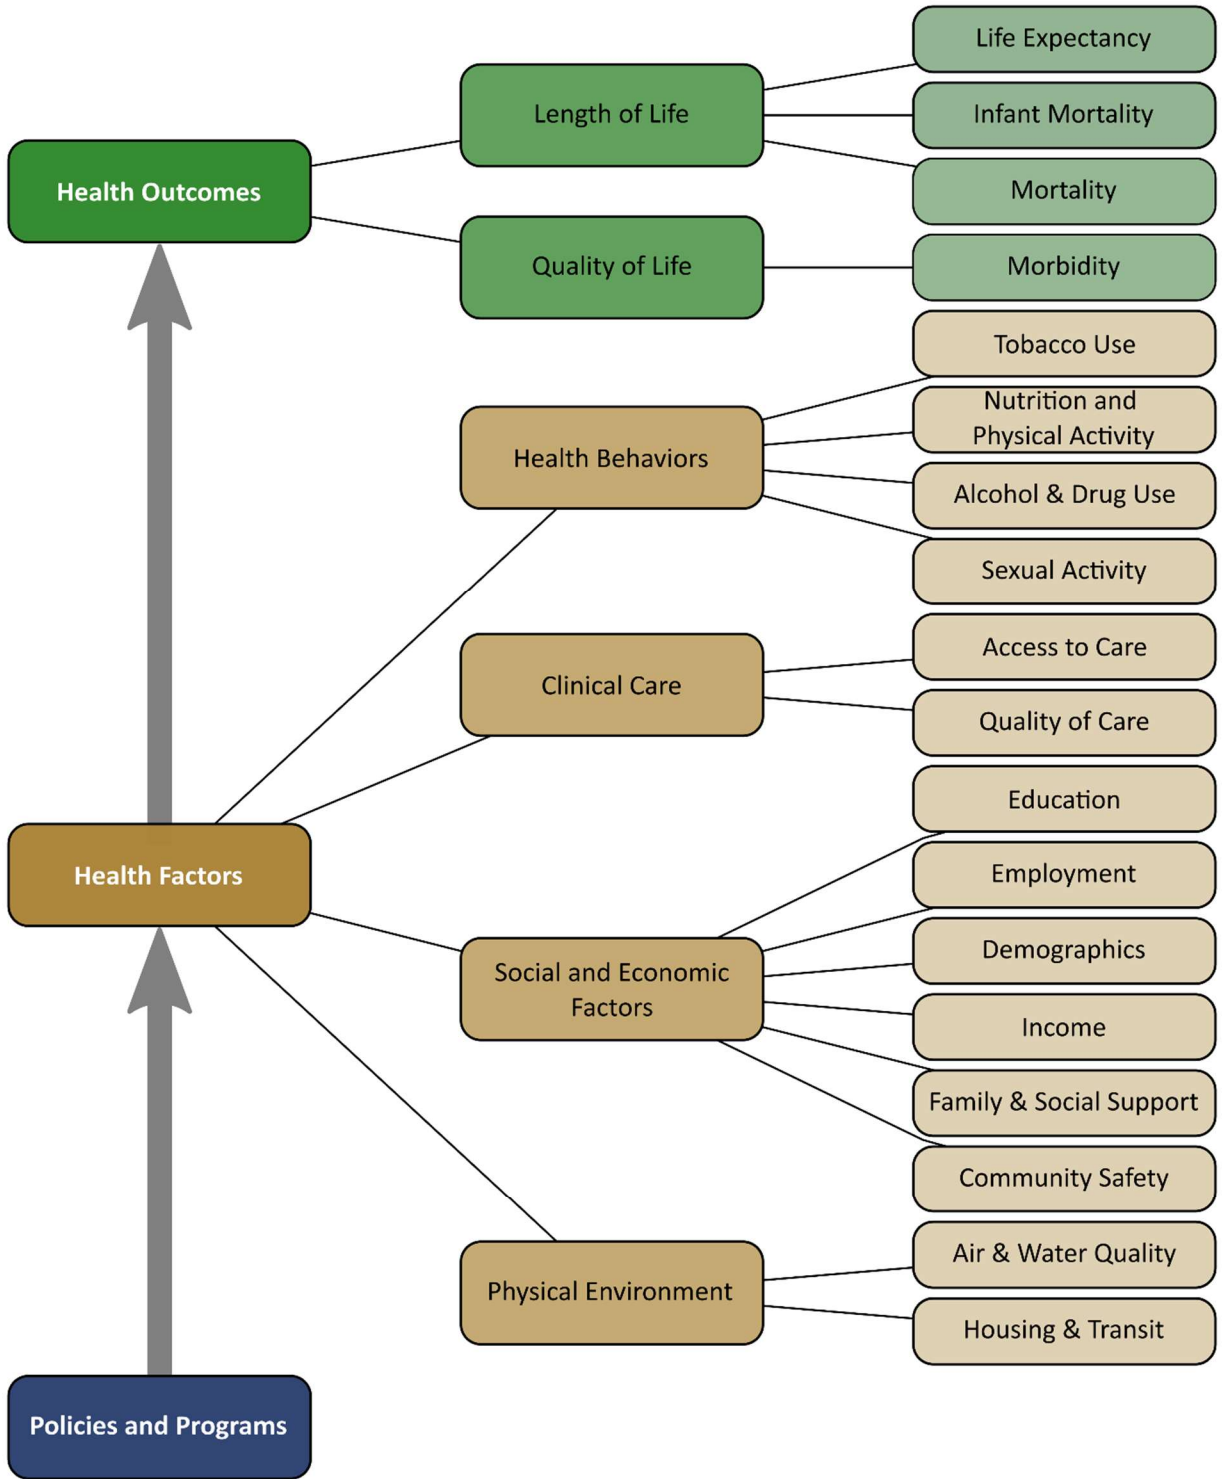 Health Outcomes
Length of Life
Life Expectancy
Infant Mortality
Mortality
Quality of Life
Morbidity
Health Factors
Health Behaviors
Tobacco Use
Nutrition and
Physical Activity
Alcohol & Drug Use
Sexual Activity
Clinical Care
Access to Care
Quality of Care
Social and Economic
Factors
Education
Employment
Demographics
Income
Family & Social Support
Community Safety
Physical Environment
Air & Water Quality
Housing & Transit
Policies and Programs